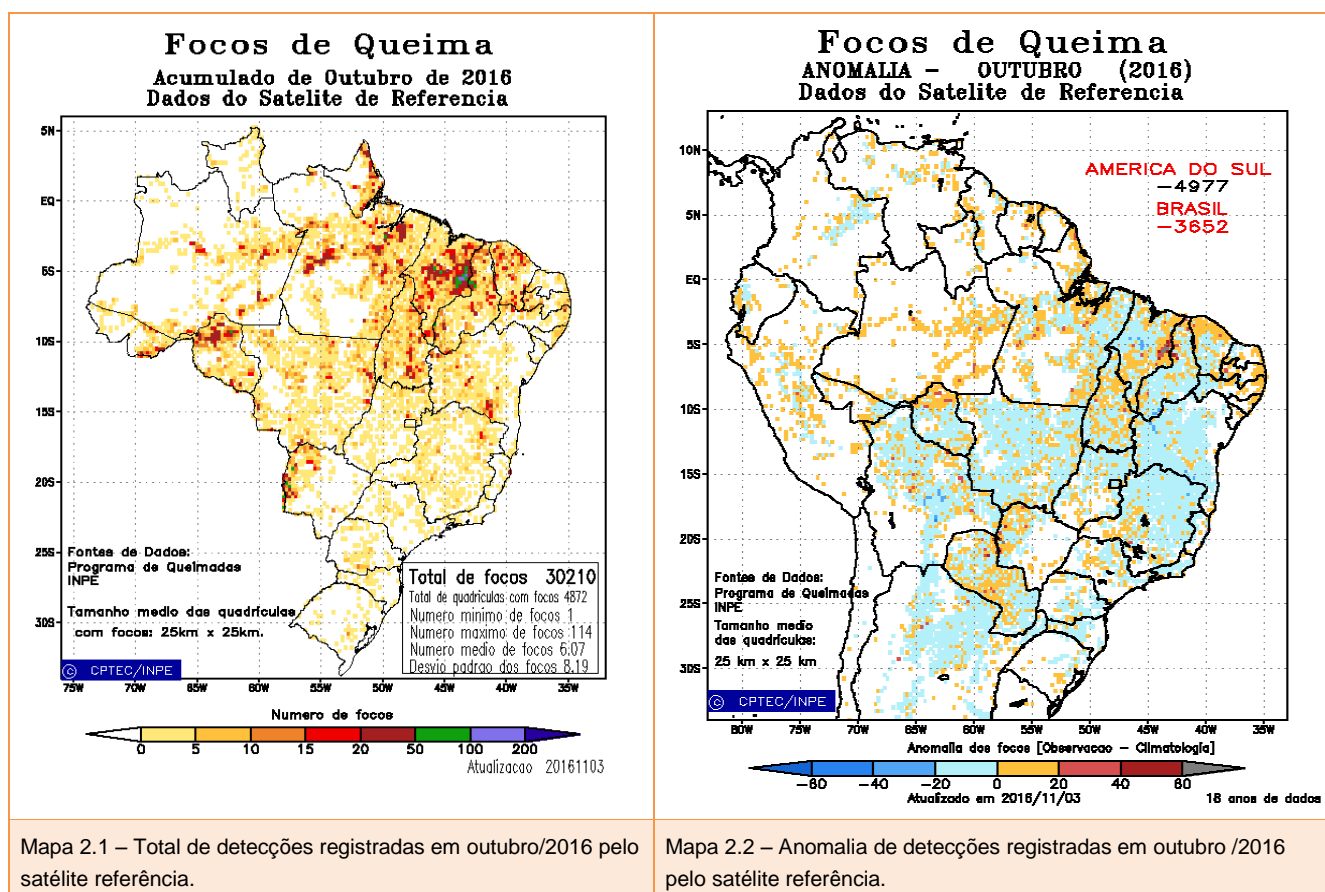 Focos de Queima
Acumulado de Outubro de 2016
Dados do Satelite de Referencia
5N
EQ
5S
10S
15S
20S
25S
30S
Fontes de Dados:
Programa de Queimadas
INPE
Tamanho medio das quadrículas
com focos: 25km x 25km.
© CPTEC/INPE
Total de focos 30210
Total de quadrículas com focos 4872
Numero minimo de focos 1
Numero maximo de focos 114
Numero medio de focos 6.07
Desvio padrao dos focos 8.19
75W 70W 65W 60W 55W 50W 45W 40W 35W
Numero de focos
0 5 10 15 20 50 100 200
Atualizacao 20161103
Mapa 2.1 – Total de detecções registradas em outubro/2016 pelo
satélite referência.
Focos de Queima
ANOMALIA – OUTUBRO (2016)
Dados do Satelite de Referencia
AMERICA DO SUL
-4977
BRASIL
-3652
10N
5N
EQ
5S
10S
15S
20S
25S
30S
Fontes de Dados:
Programa de Queimadas
INPE
Tamanho medio
das quadrículas:
25 km x 25 km
© CPTEC/INPE
80W 75W 70W 65W 60W 55W 50W 45W 40W 35W
Anomalia dos focos [Observacao – Climatologia]
-60 -40 -20 0 20 40 60
Atualizado em 2016/11/03 18 anos de dados
Mapa 2.2 – Anomalia de detecções registradas em outubro /2016
pelo satélite referência.